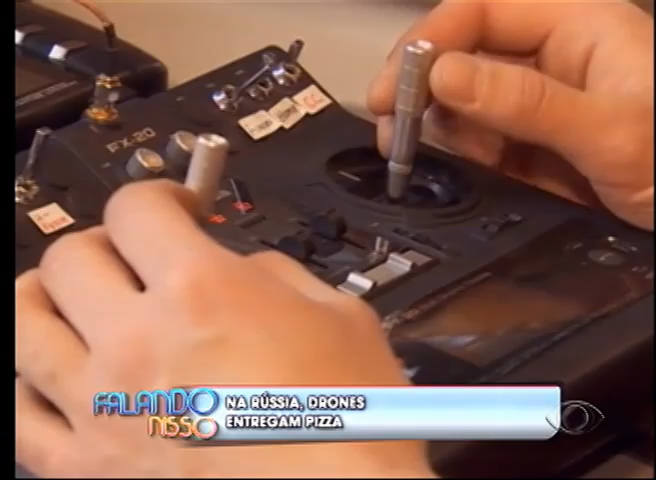 FX-20
FALANDO
NISSO
NA RÚSSIA, DRONES
ENTREGAM PIZZA